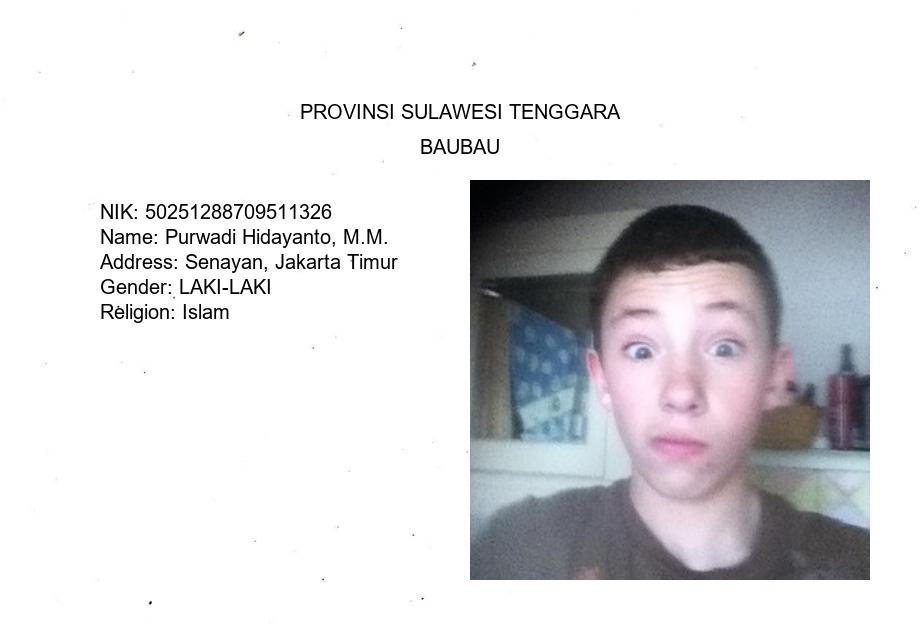 PROVINSI SULAWESI TENGGARA
BAUBAU
NIK: 50251288709511326
Name: Purwadi Hidayanto, M.M.
Address: Senayan, Jakarta Timur
Gender: LAKI-LAKI
Religion: Islam